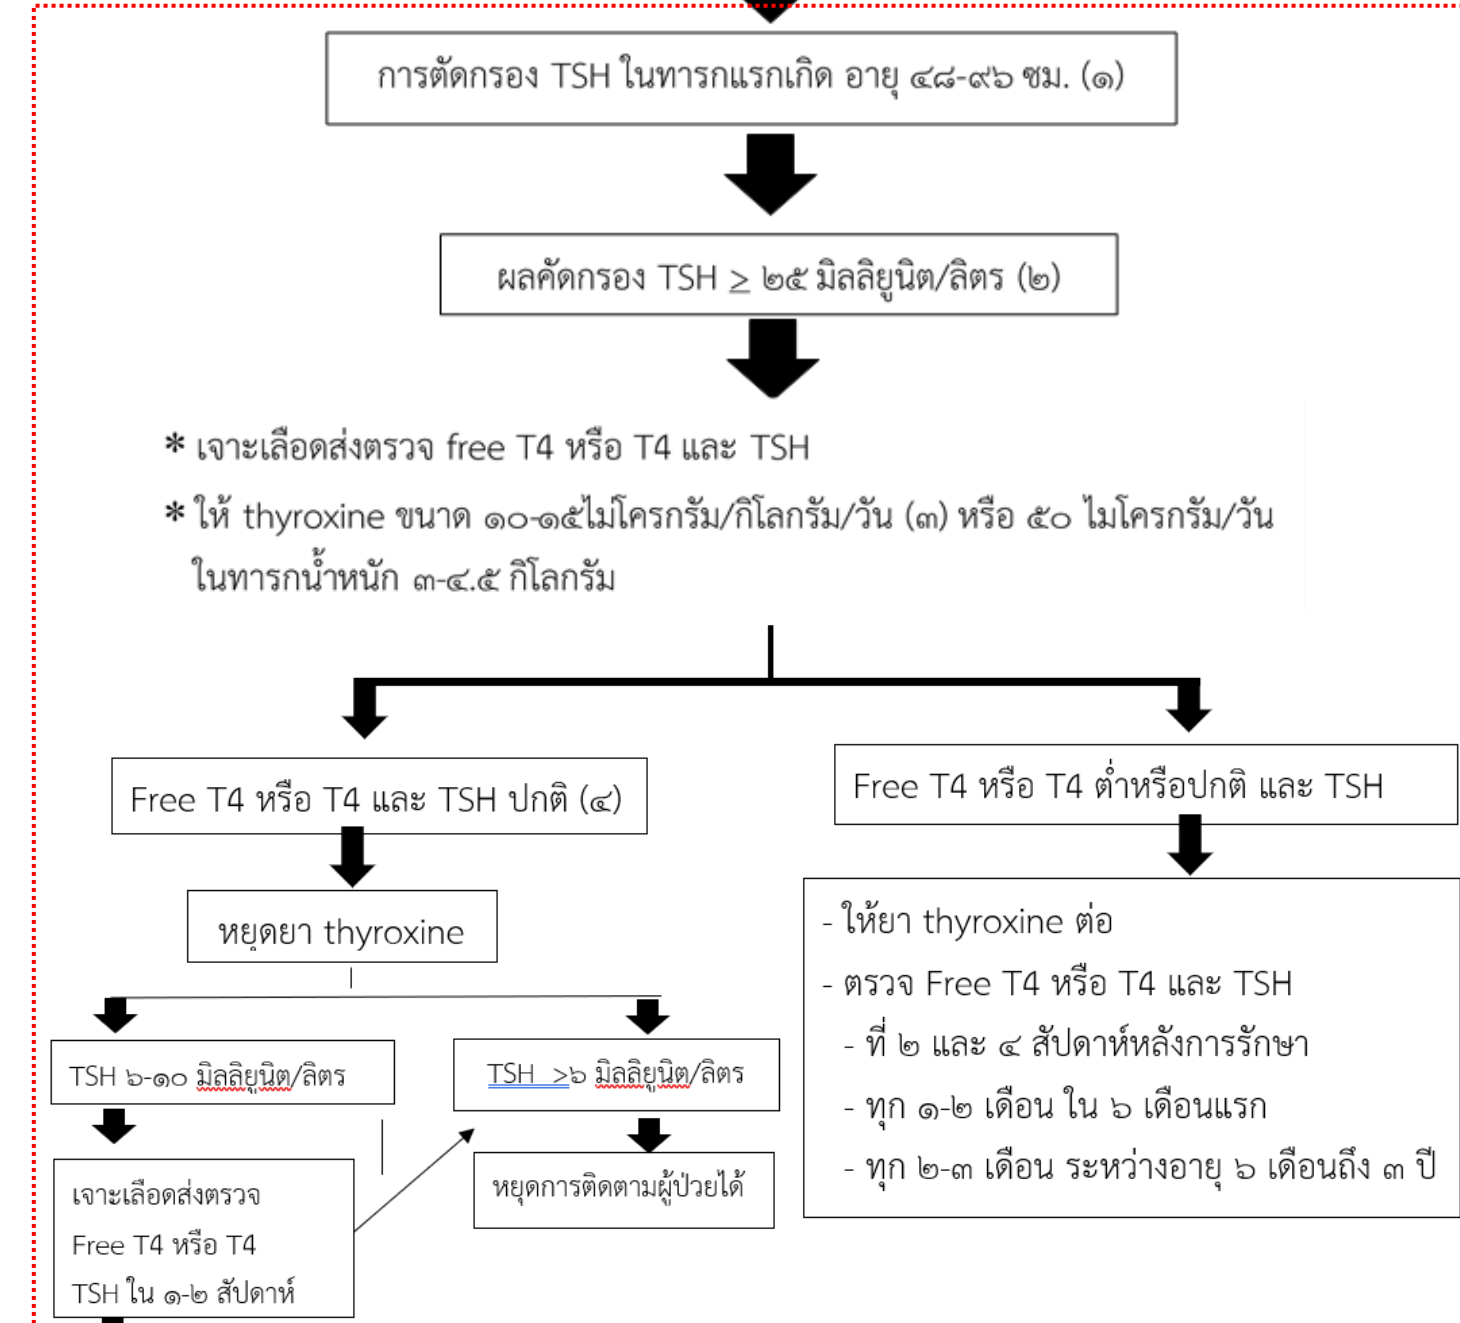 การตัดกรอง TSH ในทารกแรกเกิด อายุ ๔๘-๙๖ ซม. (๑)
ผลคัดกรอง TSH ≥ ๒๕ มิลลิยูนิต/ลิตร (๒)
* เจาะเลือดส่งตรวจ free T4 หรือ T4 และ TSH
* ให้ thyroxine ขนาด ๑๐-๑๕ไม่โครกรัม/กิโลกรัม/วัน (๓) หรือ ๕๐ ไมโครกรัม/วัน
ในทารกน้ำหนัก ๓-๔.๕ กิโลกรัม
Free T4 หรือ T4 และ TSH ปกติ (๔)
หยุดยา thyroxine
TSH ๖-๑๐ มิลลิยูนิต/ลิตร
เจาะเลือดส่งตรวจ
Free T4 หรือ T4
TSH ใน ๑-๒ สัปดาห์
TSH >๖ มิลลิยูนิต/ลิตร
หยุดการติดตามผู้ป่วยได้
Free T4 หรือ T4 ต่ำหรือปกติ และ TSH
- ให้ยา thyroxine ต่อ
- ตรวจ Free T4 หรือ T4 และ TSH
- ที่ ๒ และ ๔ สัปดาห์หลังการรักษา
- ทุก ๑-๒ เดือน ใน ๖ เดือนแรก
- ทุก ๒-๓ เดือน ระหว่างอายุ ๖ เดือนถึง ๓ ปี